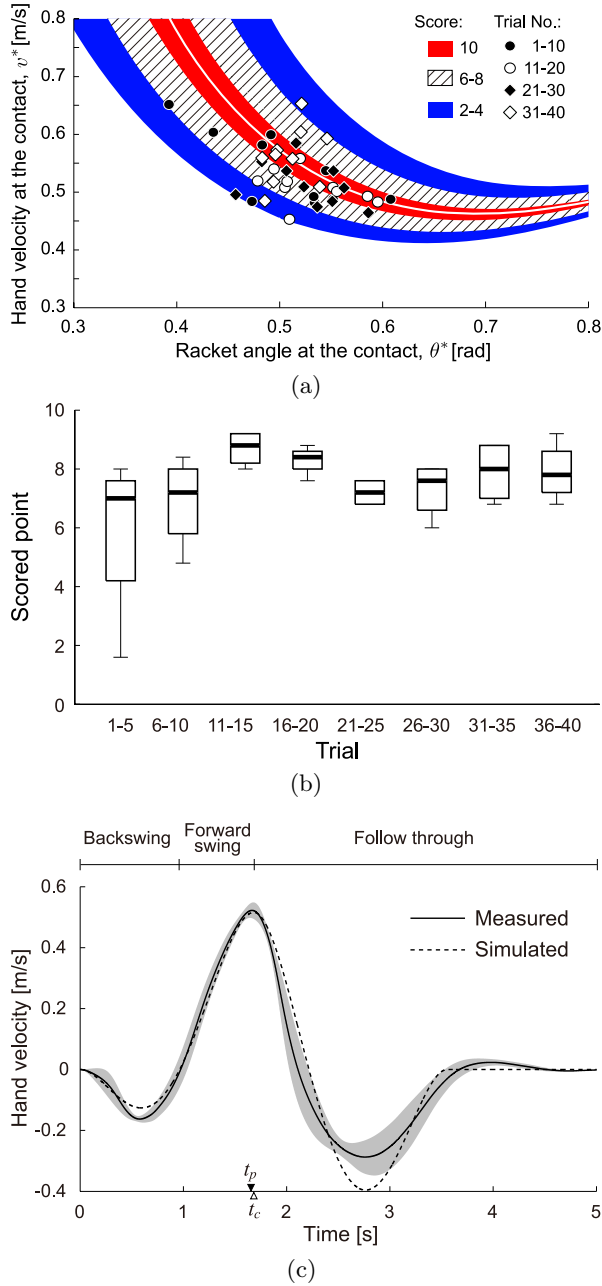 0.8
0.7
0.6
0.5
0.4
0.3
Hand velocity at the contact, v* [m/s]
Score:
10
6-8
2-4
Trial No.:
1-10
11-20
21-30
31-40
0.3 0.4 0.5 0.6 0.7 0.8
Racket angle at the contact, θ* [rad]
(a)
10
8
6
4
2
0
Scored point
1-5 6-10 11-15 16-20 21-25 26-30 31-35 36-40
Trial
(b)
Backswing
Forward
swing
Follow through
0.6
0.4
0.2
0
-0.2
-0.4
Hand velocity [m/s]
Measured
Simulated
tp
tc
0 1 2 3 4 5
Time [s]
(c)